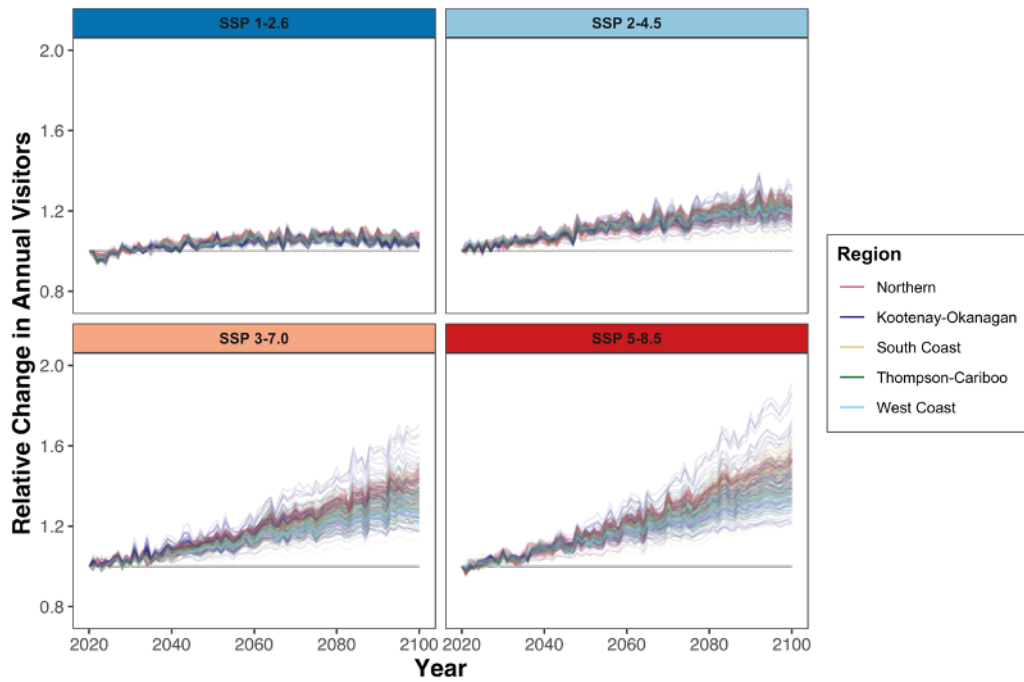 SSP 1-2.6
SSP 2-4.5
2.0
1.6
1.2
0.8
SSP 3-7.0
SSP 5-8.5
2.0
1.6
1.2
0.8
2020 2040 2060 2080 2100
2020 2040 2060 2080 2100
Year
Relative Change in Annual Visitors
Region
Northern
Kootenay-Okanagan
South Coast
Thompson-Cariboo
West Coast